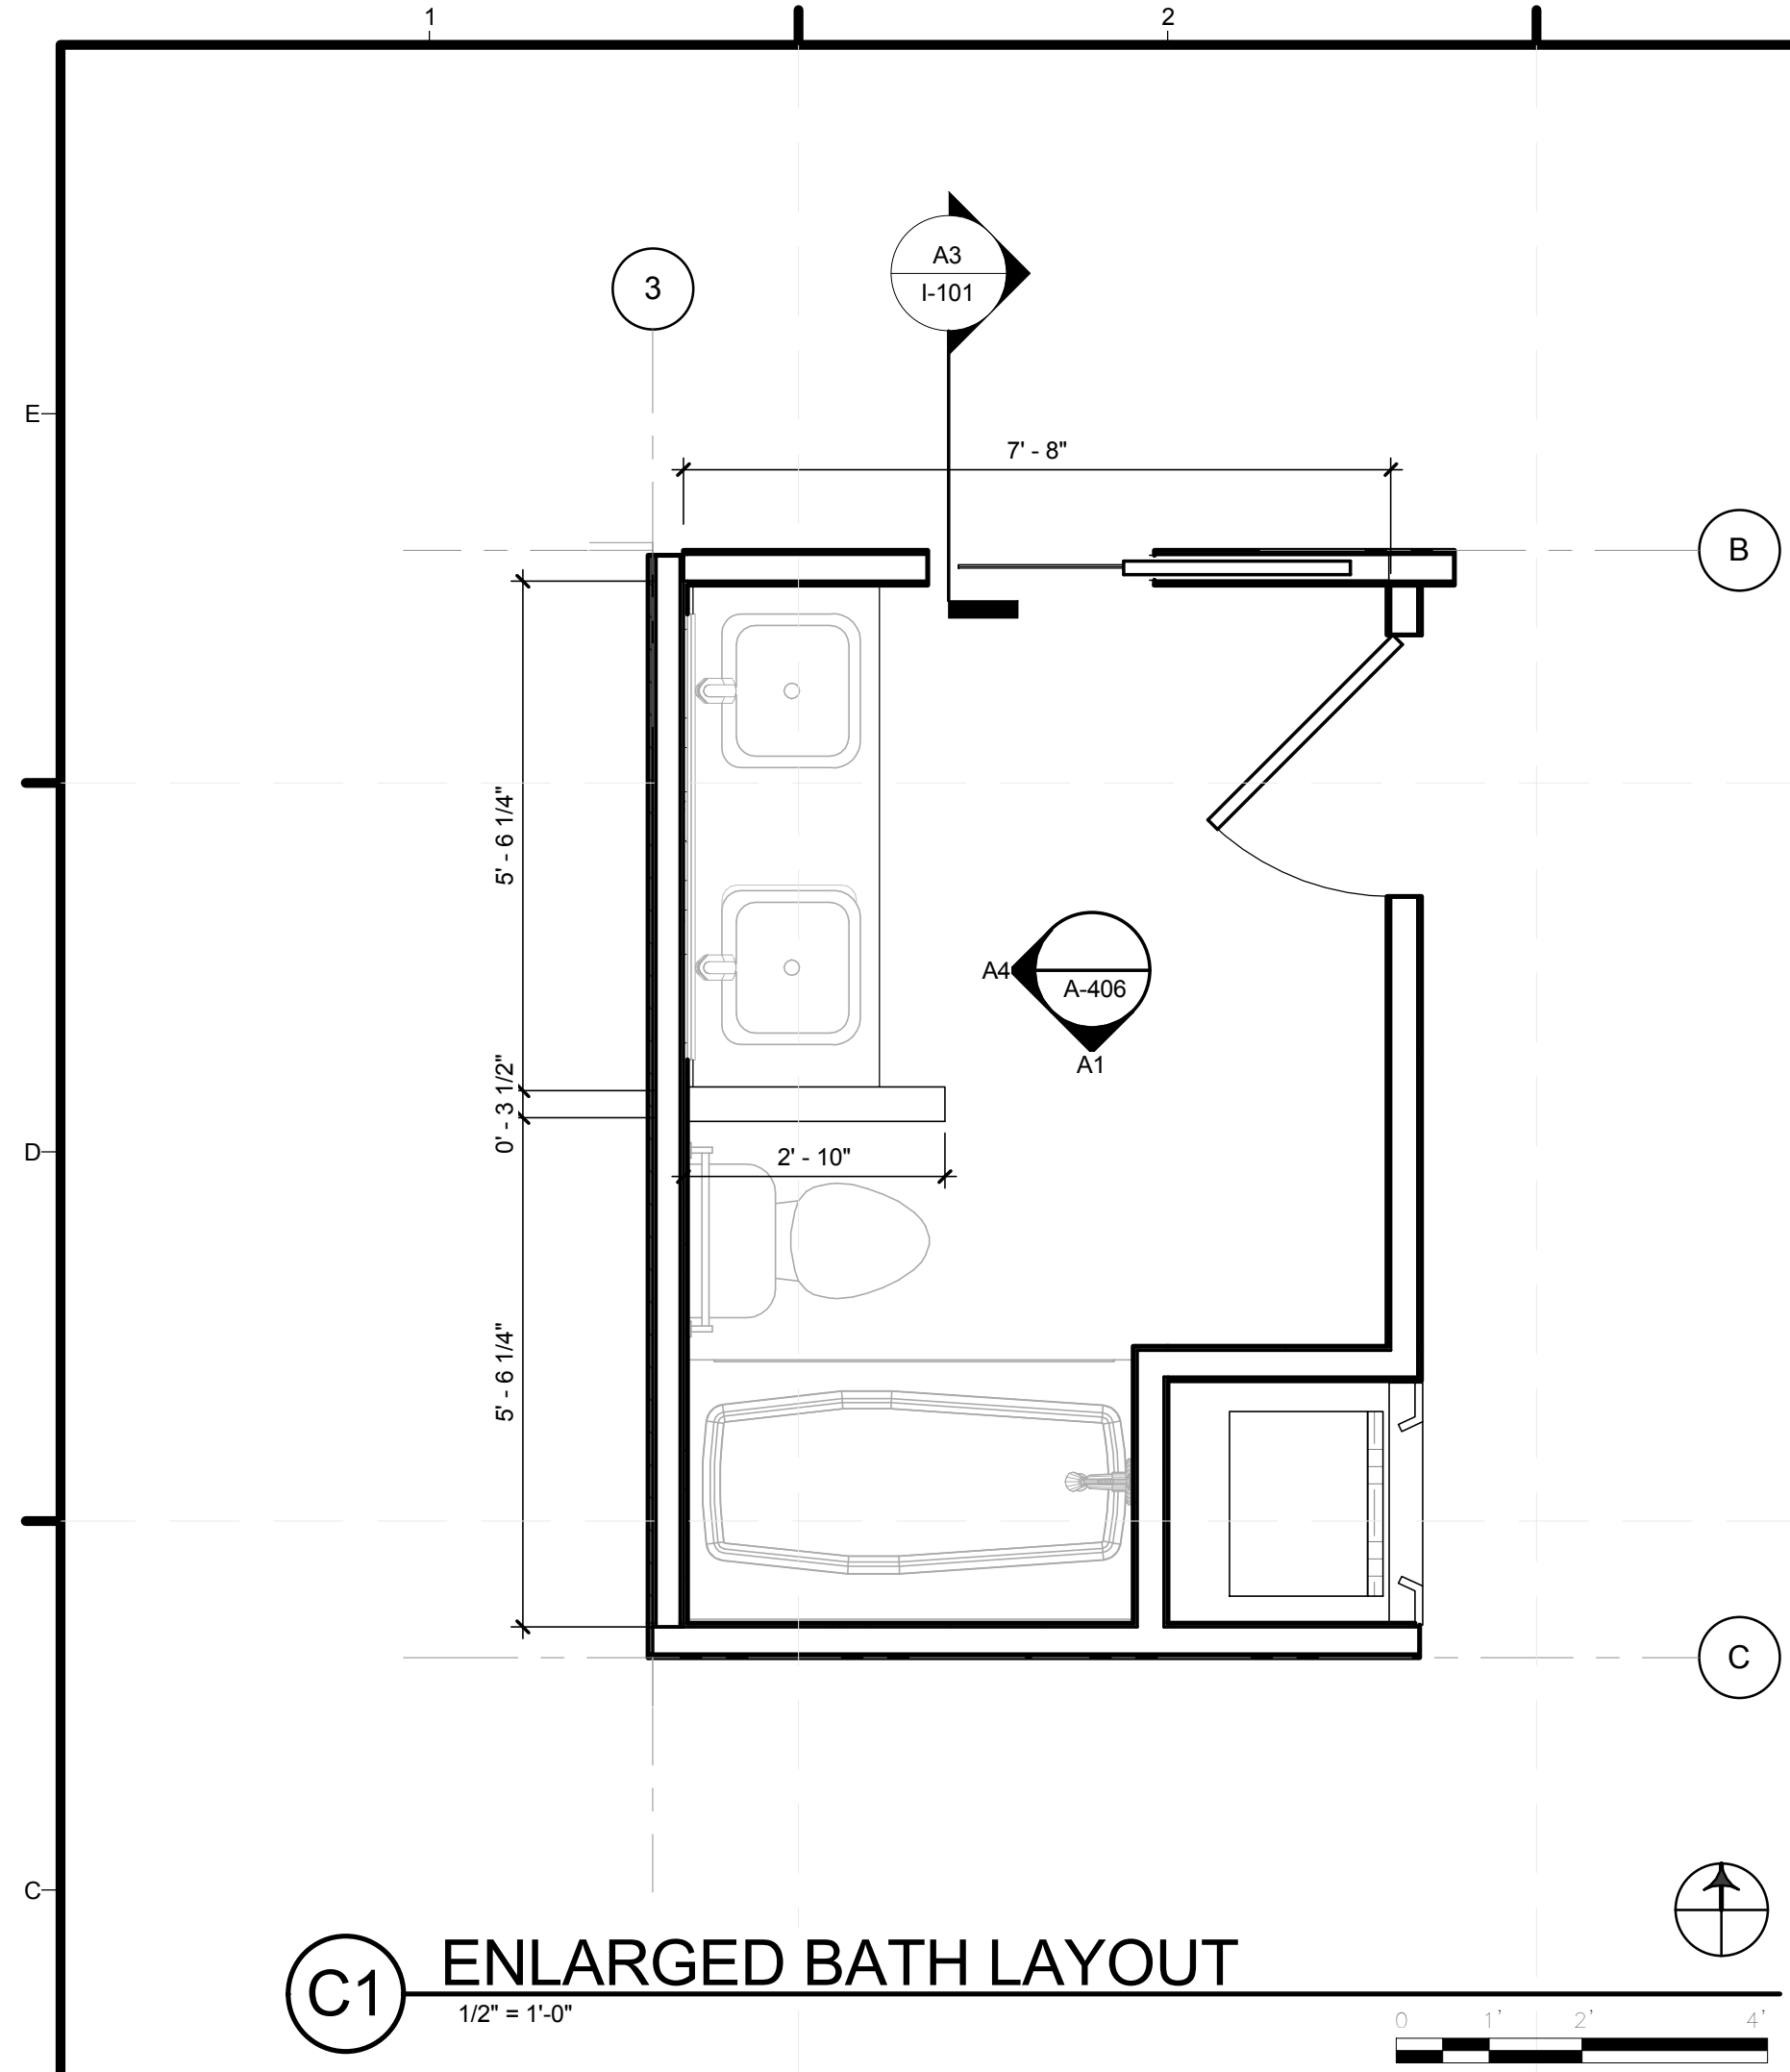 1
2
A3
I-101
3
E
7' - 8"
B
5' - 6 1/4"
A4
A-406
A1
0' - 3 1/2"
D
2' - 10"
5' - 6 1/4"
C
C
ENLARGED BATH LAYOUT
C1
1/2" = 1'-0"
0 1' 2' 4'